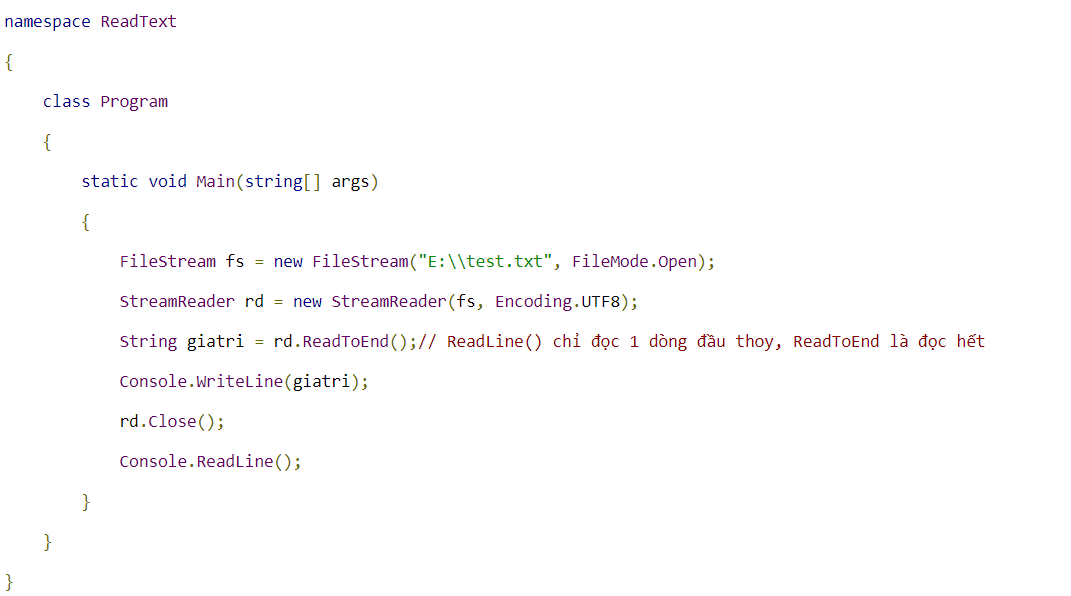 namespace ReadText
{
    class Program
    {
        static void Main(string[] args)
        {
            FileStream fs = new FileStream("E:\\test.txt", FileMode.Open);
            StreamReader rd = new StreamReader(fs, Encoding.UTF8);
            String giatri = rd.ReadToEnd();// ReadLine() chỉ đọc 1 dòng đầu thoy, ReadToEnd là đọc hết
            Console.WriteLine(giatri);
            rd.Close();
            Console.ReadLine();
        }
    }
}